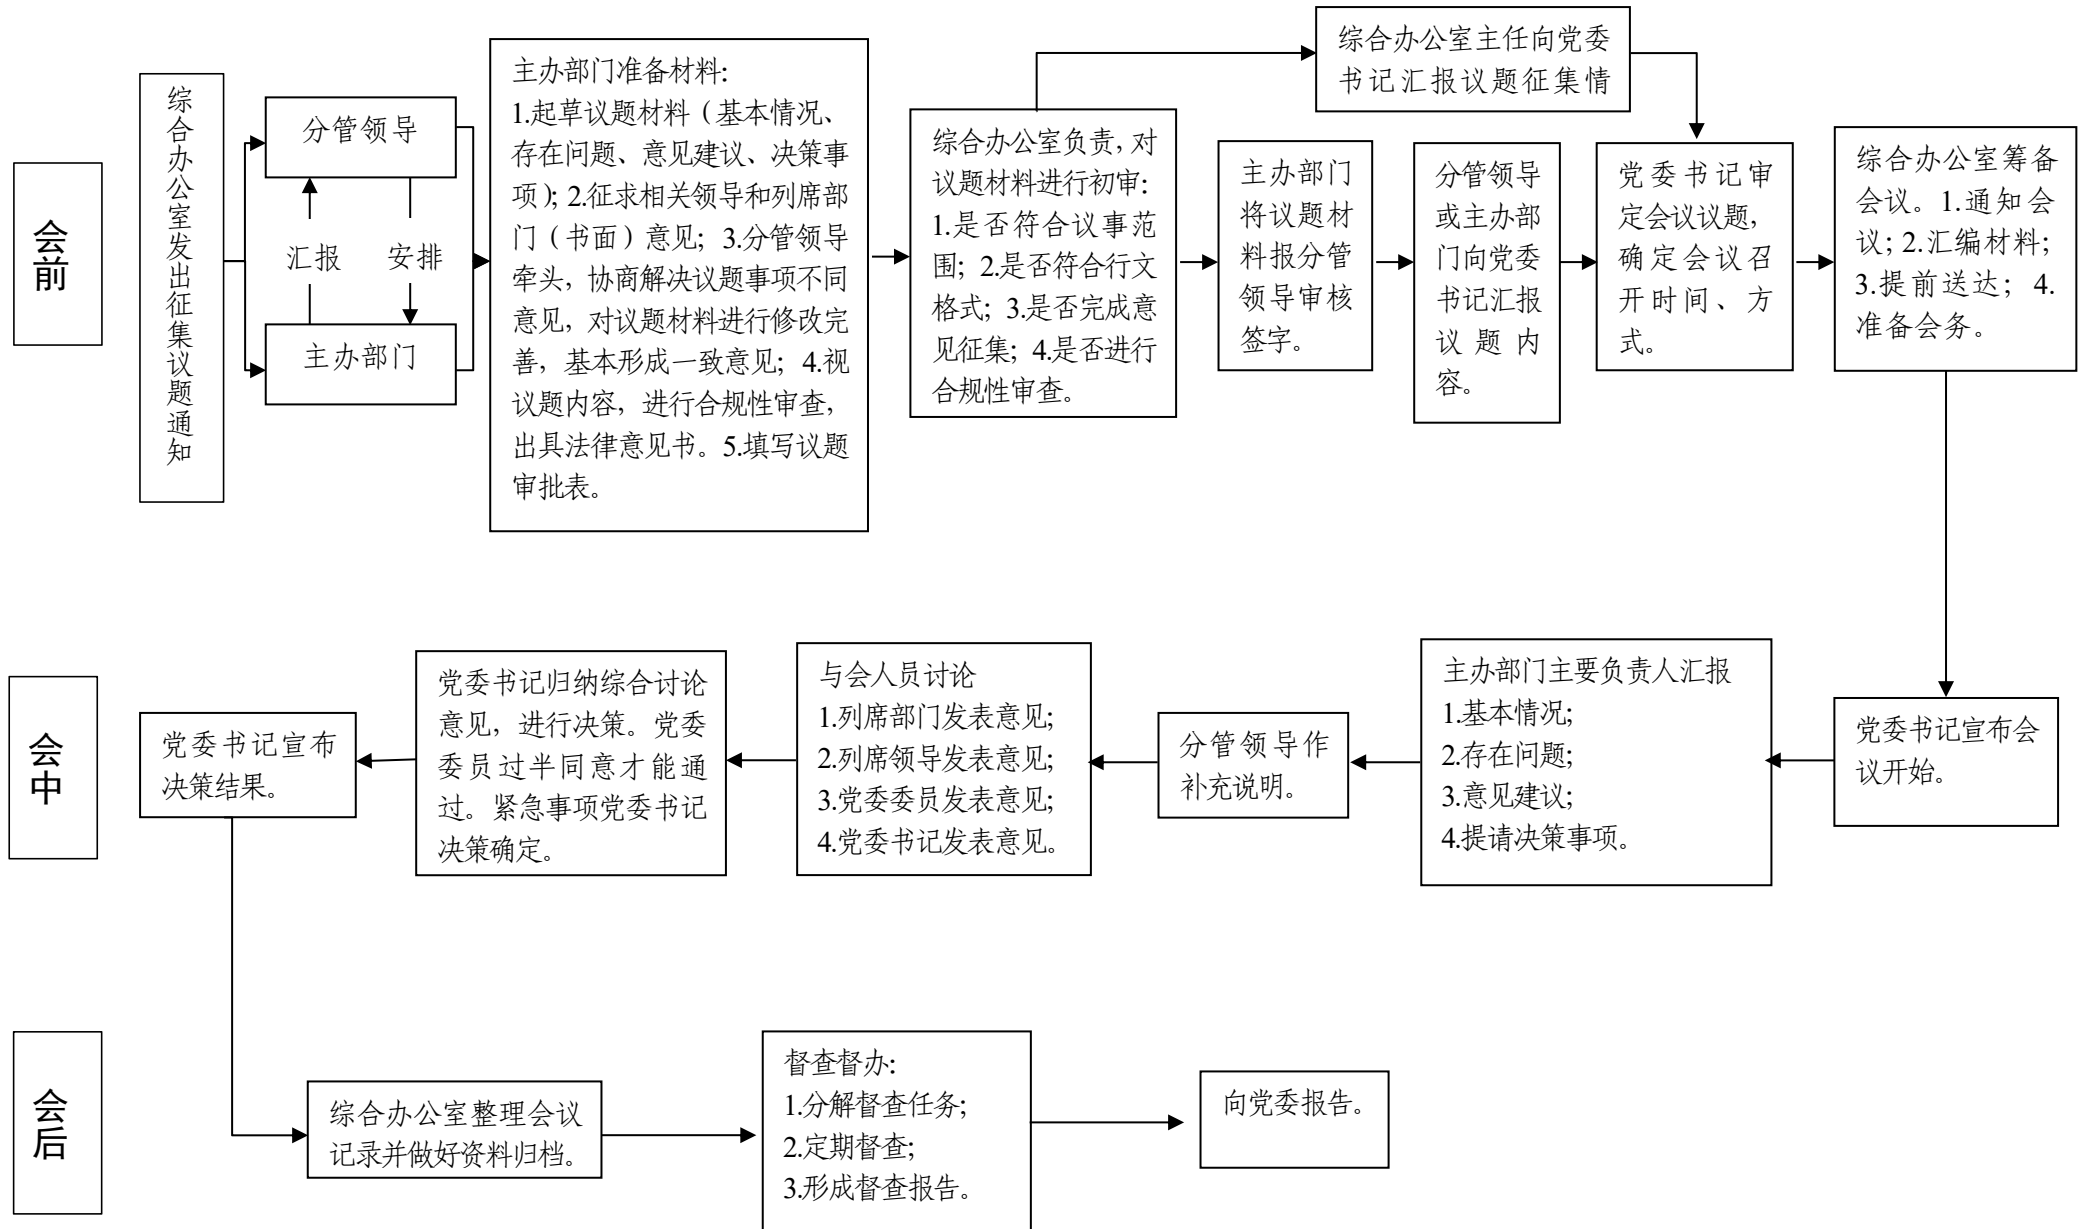 会前
综合办公室发出征集议题通知
分管领导
汇报
安排
主办部门
主办部门准备材料：
1.起草议题材料（基本情况、
存在问题、意见建议、决策事
项）；2.征求相关领导和列席部
门（书面）意见；3.分管领导
牵头，协商解决议题事项不同
意见，对议题材料进行修改完
善，基本形成一致意见；4.视
议题内容，进行合规性审查，
出具法律意见书。5.填写议题
审批表。
综合办公室负责，对
议题材料进行初审：
1.是否符合议事范
围；2.是否符合行文
格式；3.是否完成意
见征集；4.是否进行
合规性审查。
综合办公室主任向党委
书记汇报议题征集情
主办部门
将议题材
料报分管
领导审核
签字。
分管领导
或主办部
门向党委
书记汇报
议题内
容。
党委书记审
定会议议题，
确定会议召
开时间、方
式。
综合办公室筹备
会议。1.通知会
议；2.汇编材料；
3.提前送达；4.
准备会务。
会中
党委书记宣布会
议开始。
主办部门主要负责人汇报
1.基本情况；
2.存在问题；
3.意见建议；
4.提请决策事项。
分管领导作
补充说明。
与会人员讨论
1.列席部门发表意见；
2.列席领导发表意见；
3.党委委员发表意见；
4.党委书记发表意见。
党委书记归纳综合讨论
意见，进行决策。党委
委员过半同意才能通
过。紧急事项党委书记
决策确定。
党委书记宣布
决策结果。
会后
综合办公室整理会议
记录并做好资料归档。
督查督办：
1.分解督查任务；
2.定期督查；
3.形成督查报告。
向党委报告。